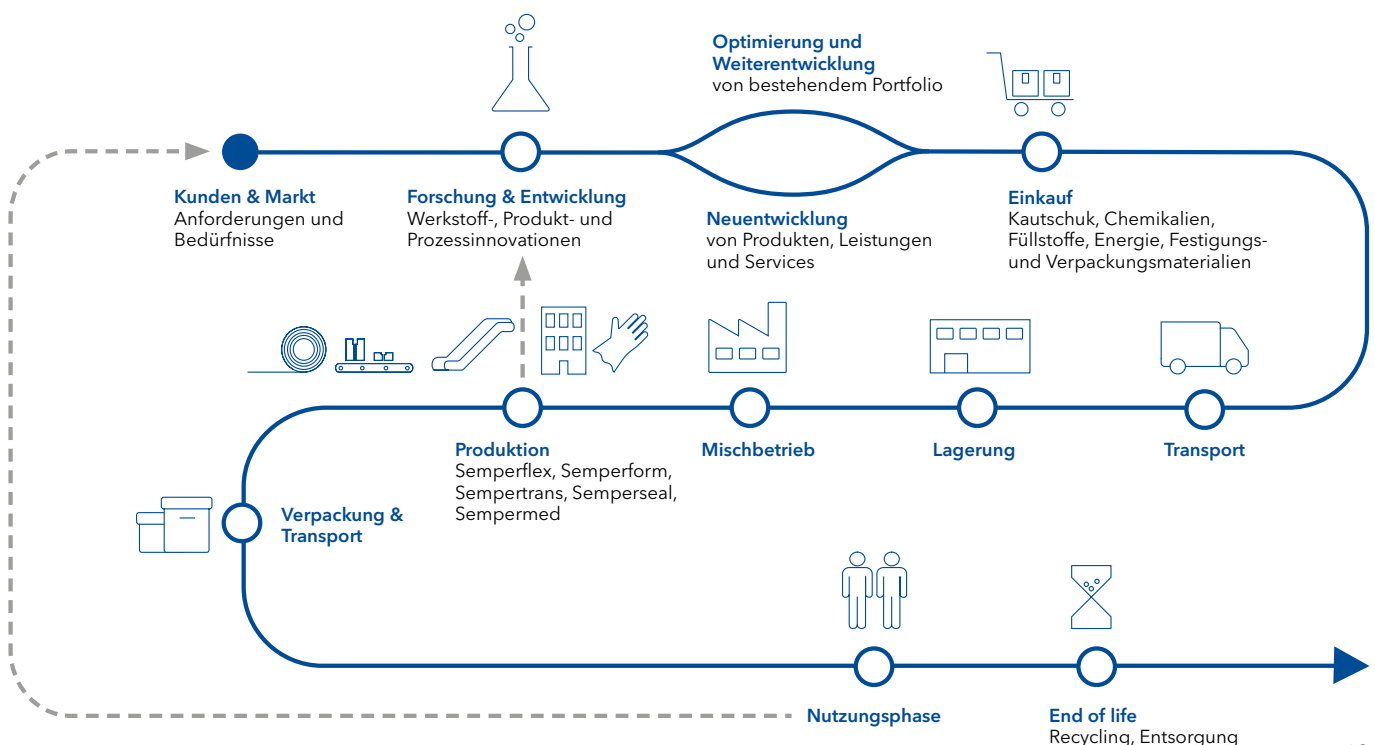 Optimierung und
Weiterentwicklung
von bestehendem Portfolio
Kunden & Markt
Anforderungen und
Bedürfnisse
Forschung & Entwicklung
Werkstoff-, Produkt- und
Prozessinnovationen
Neuentwicklung
von Produkten, Leistungen
und Services
Einkauf
Kautschuk, Chemikalien,
Füllstoffe, Energie, Festigungs-
und Verpackungsmaterialien
Produktion
Semperflex, Semperform,
Sempertrans, Semperseal,
Sempermed
Mischbetrieb
Lagerung
Transport
Verpackung &
Transport
Nutzungsphase
End of life
Recycling, Entsorgung